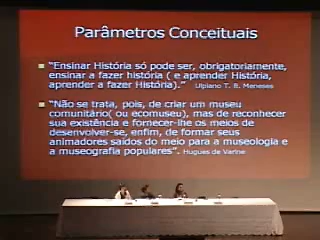 Parâmetros Conceituais
"Ensinar História só pode ser, obrigatoriamente,
ensinar a fazer história ( e aprender História,
aprender a fazer História)." Ulpiano T. B. Meneses
"Não se trata, pois, de criar um museu
comunitário( ou ecomuseu), mas de reconhecer
sua existência e fornecer-lhe os meios de
desenvolver-se, enfim, de formar seus
animadores saídos do meio para a museologia e
a museografia populares". Hugues de Varine